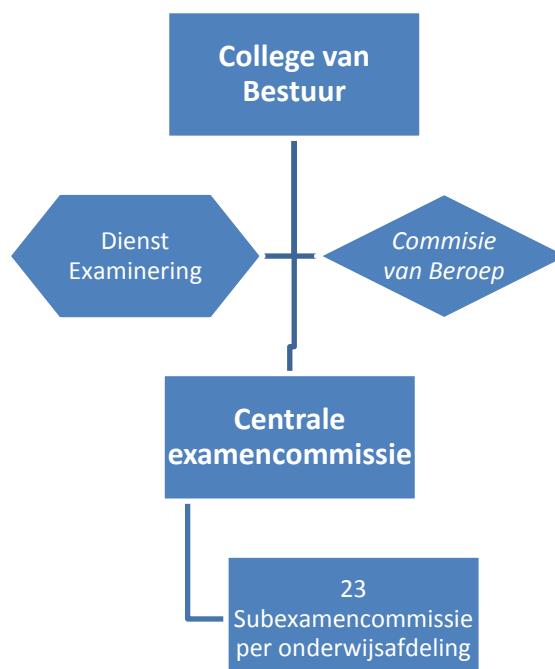 College van
Bestuur
Dienst
Examinering
Commisie
van Beroep
Centrale
examencommissie
23
Subexamencommissie
per onderwijsafdeling